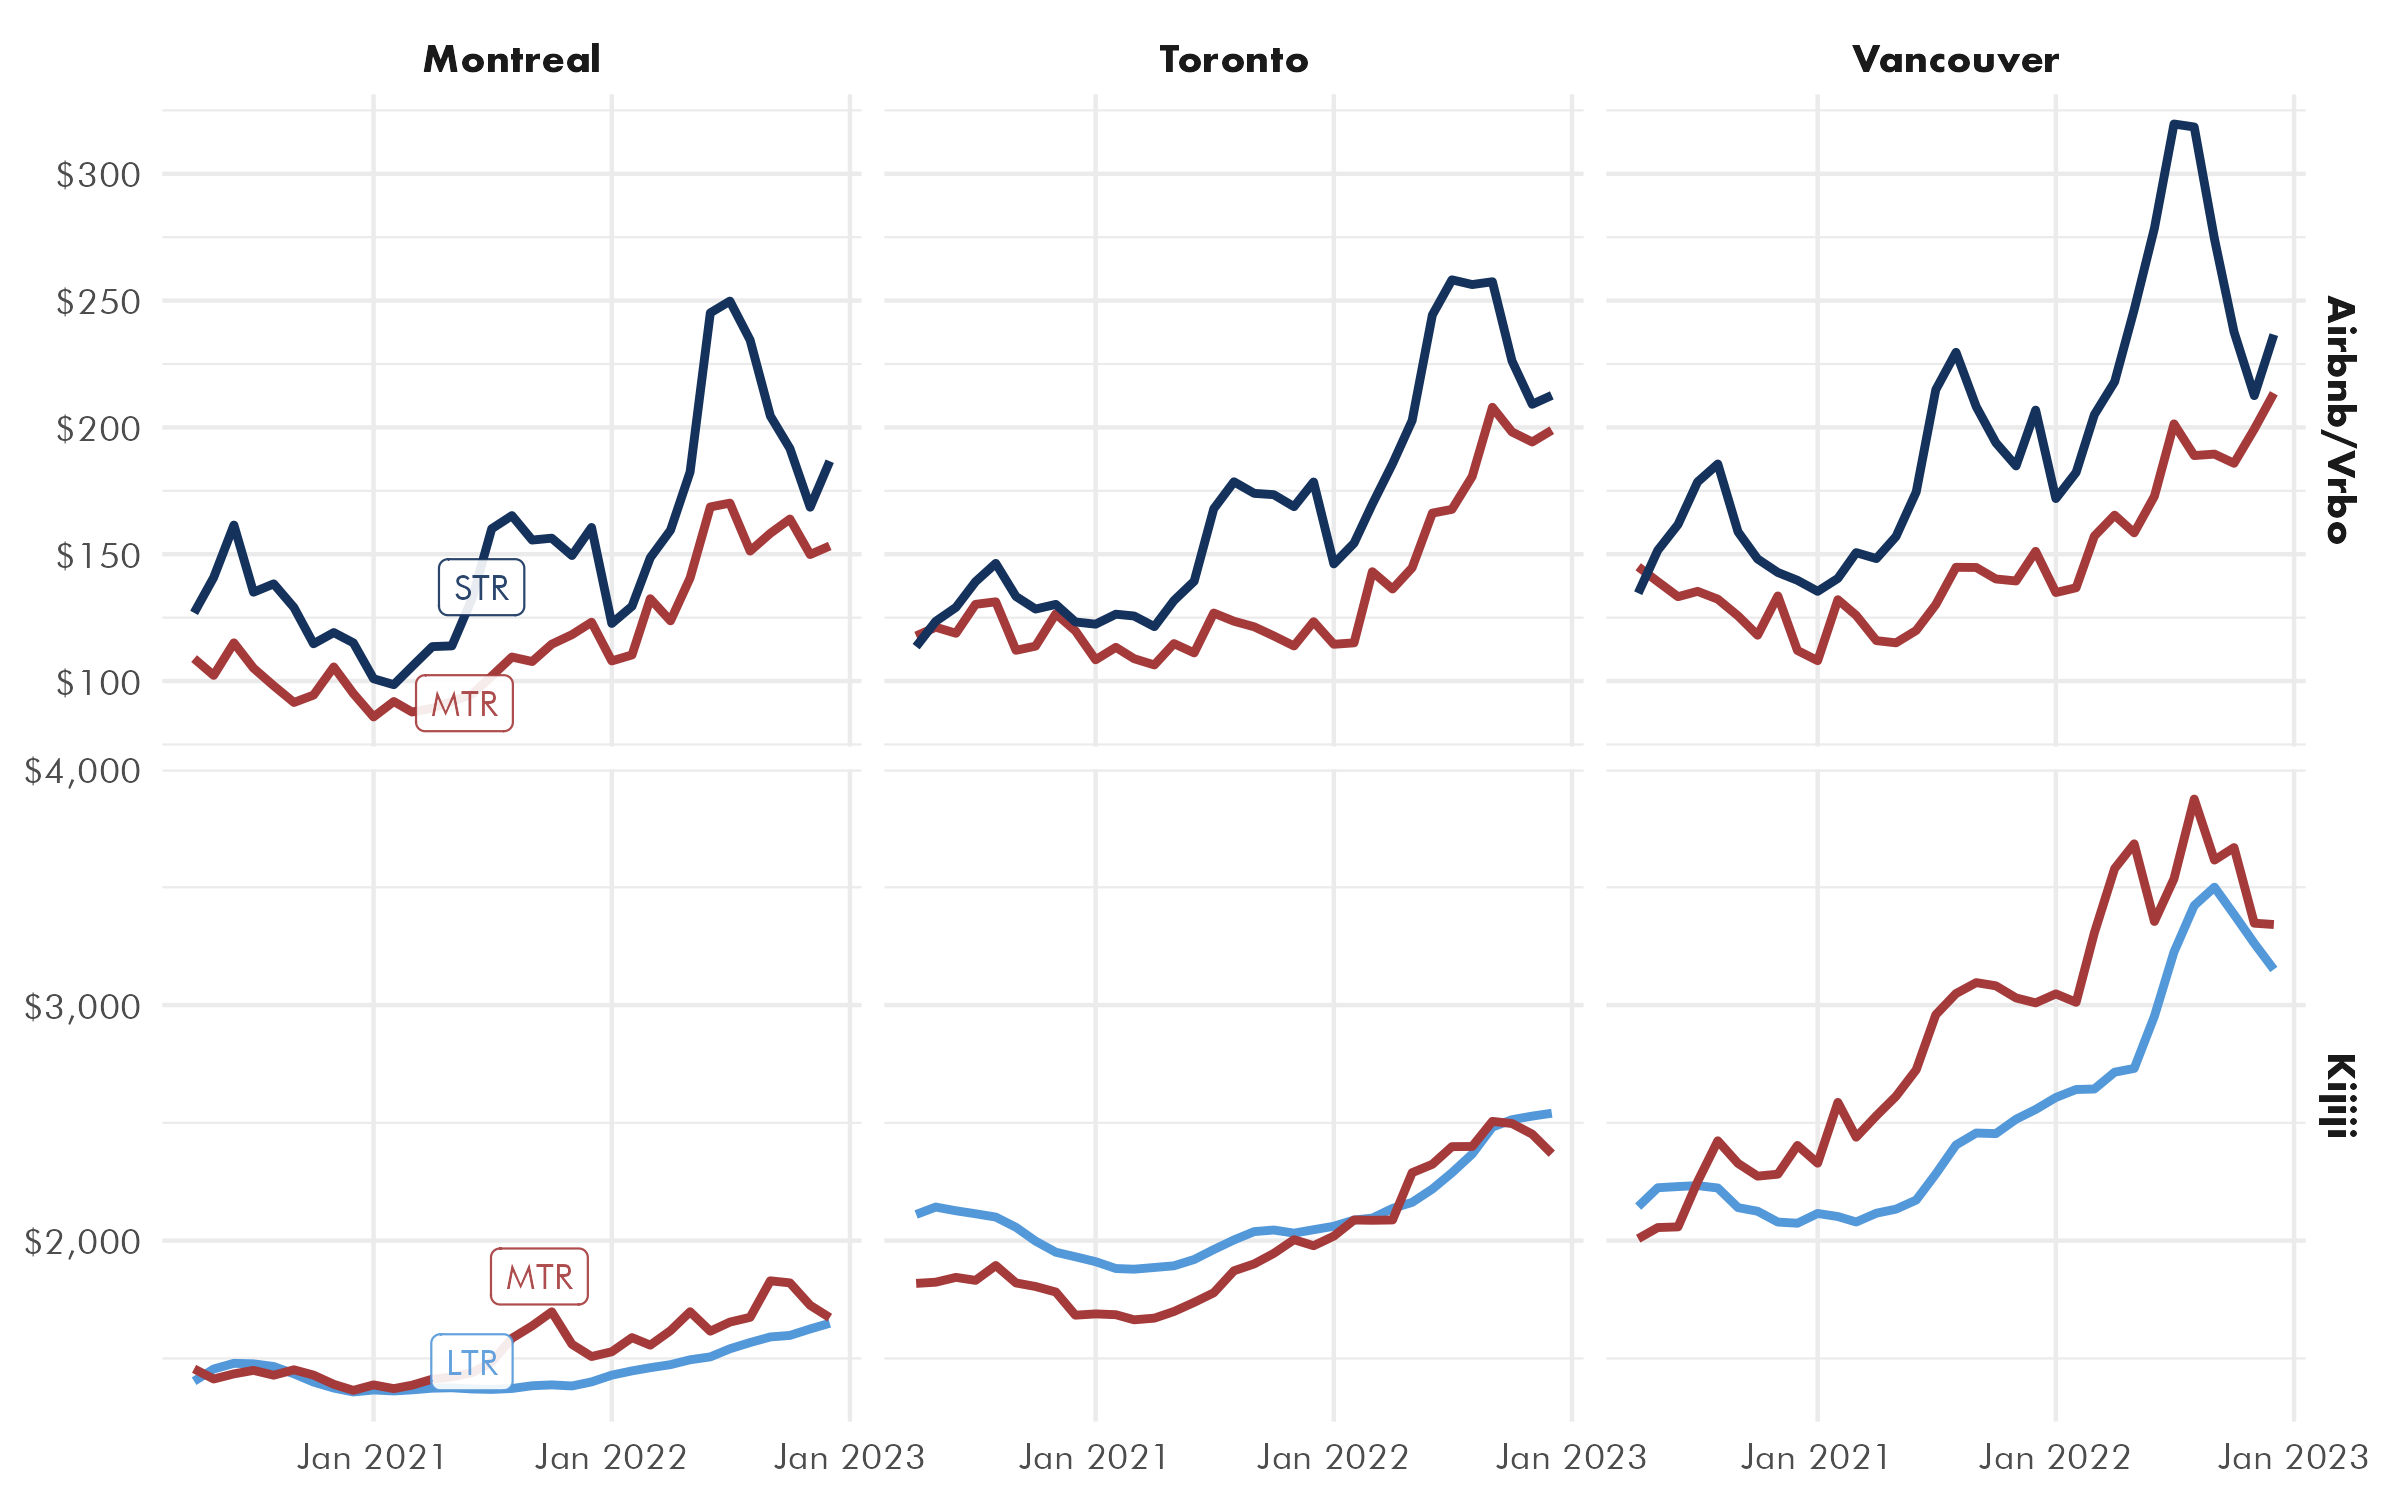 Montreal
Toronto
Vancouver
$300
$250
$200
$150
$100
STR
MTR
Airbnb/Vrbo
$4,000
$3,000
$2,000
MTR
LTR
Kijiji
Jan 2021
Jan 2022
Jan 2023
Jan 2021
Jan 2022
Jan 2023
Jan 2021
Jan 2022
Jan 2023